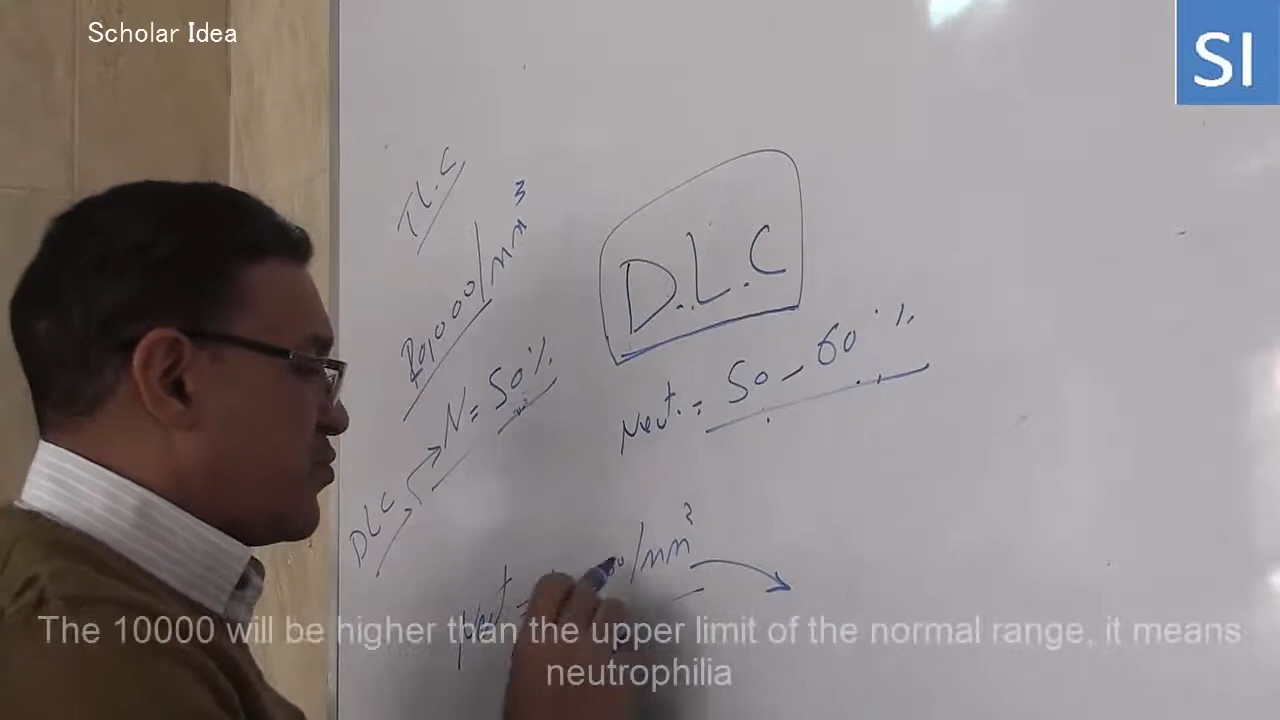 Scholar Idea
SI
T.L.C
20,000/mm3
DLC N = 50%
D.L.C
Neut. = 50 - 60%
Neut = /mm3
The 10000 will be higher than the upper limit of the normal range, it means
neutrophilia